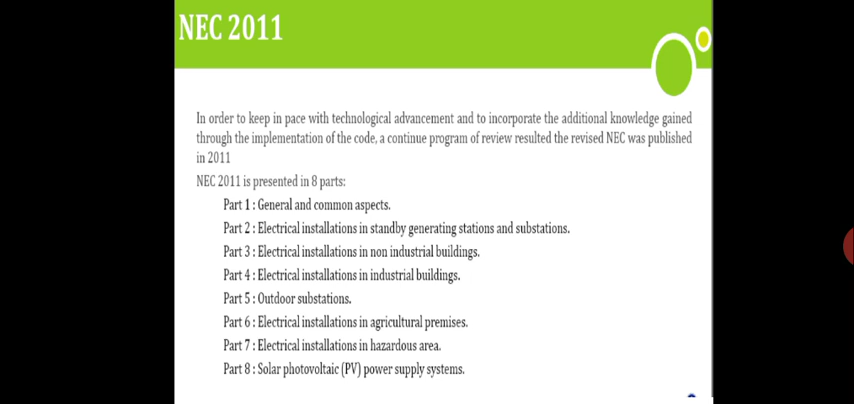 NEC 2011
In order to keep in pace with technological advancement and to incorporate the additional knowledge gained
through the implementation of the code, a continue program of review resulted the revised NEC was published
in 2011
NEC 2011 is presented in 8 parts:
Part 1 : General and common aspects.
Part 2 : Electrical installations in standby generating stations and substations.
Part 3 : Electrical installations in non industrial buildings.
Part 4 : Electrical installations in industrial buildings.
Part 5 : Outdoor substations.
Part 6 : Electrical installations in agricultural premises.
Part 7 : Electrical installations in hazardous area.
Part 8 : Solar photovoltaic (PV) power supply systems.